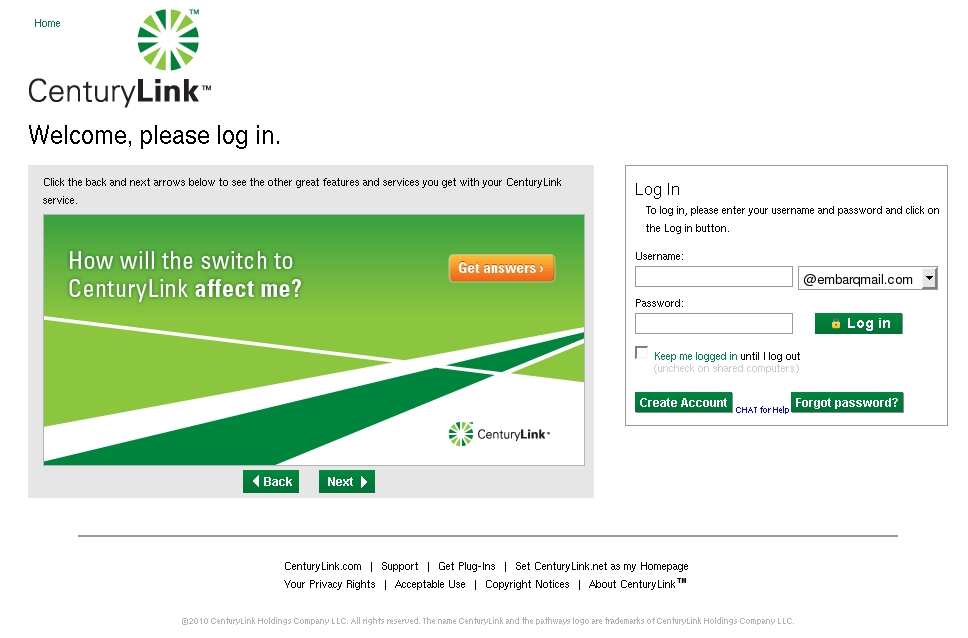 Home
CenturyLink™
Welcome, please log in.
Click the back and next arrows below to see the other great features and services you get with your CenturyLink
service.
How will the switch to
CenturyLink affect me?
Get answers ›
CenturyLink™
Back
Next
Log In
To log in, please enter your username and password and click on
the Log in button.
Username:
@embarqmail.com
Password:
Log in
Keep me logged in until I log out
(uncheck on shared computers)
Create Account
CHAT for Help
Forgot password?
CenturyLink.com | Support | Get Plug-Ins | Set CenturyLink.net as my Homepage
Your Privacy Rights | Acceptable Use | Copyright Notices | About CenturyLink™
©2010 CenturyLink Holdings Company LLC. All rights reserved. The name CenturyLink and the pathways logo are trademarks of CenturyLink Holdings Company LLC.